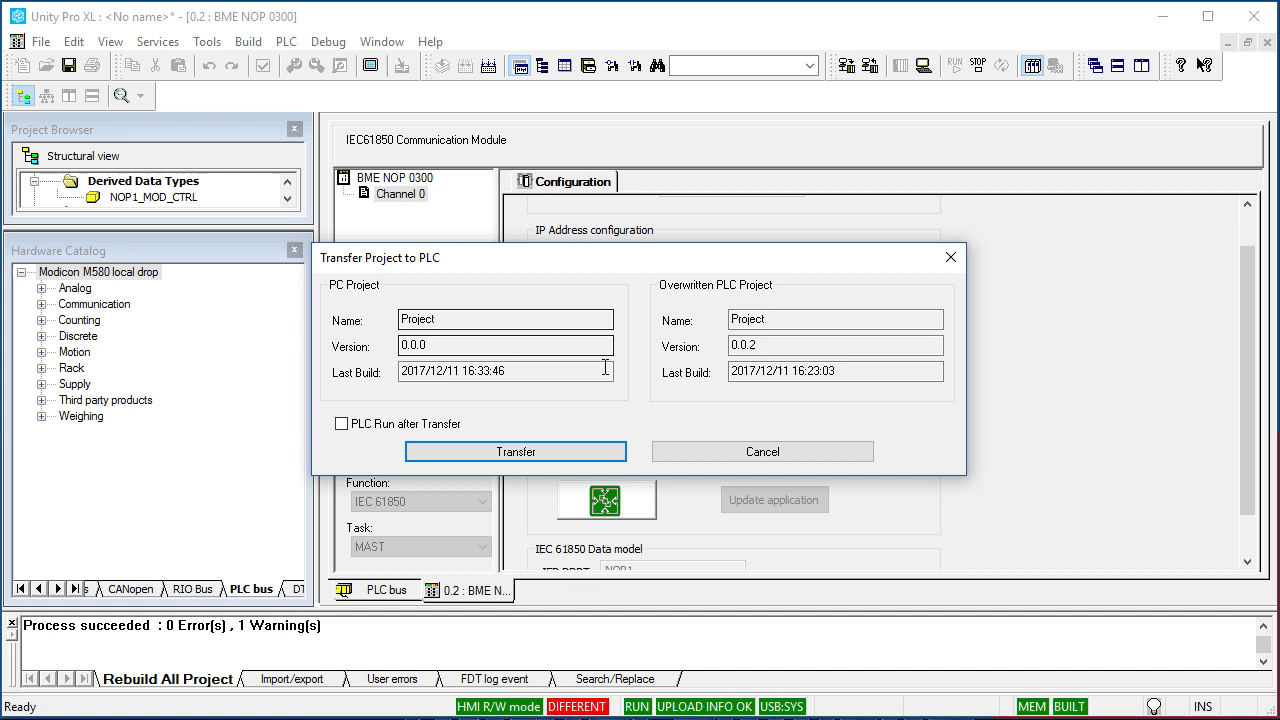 Unity Pro XL : <No name>* - [0.2 : BME NOP 0300]
File Edit View Services Tools Build PLC Debug Window Help
RUN STOP
Project Browser
Structural view
Derived Data Types
NOP1_MOD_CTRL
Hardware Catalog
Modicon M580 local drop
Analog
Communication
Counting
Discrete
Motion
Rack
Supply
Third party products
Weighing
CANopen RIO Bus PLC bus
IEC61850 Communication Module
BME NOP 0300
Channel 0
Configuration
IP Address configuration
Transfer Project to PLC
PC Project
Name: Project
Version: 0.0.0
Last Build: 2017/12/11 16:33:46
Overwritten PLC Project
Name: Project
Version: 0.0.2
Last Build: 2017/12/11 16:23:03
PLC Run after Transfer
Transfer Cancel
Function:
IEC 61850
Task:
MAST
Update application
IEC 61850 Data model
PLC bus 0.2 : BME N...
Process succeeded : 0 Error(s) , 1 Warning(s)
Rebuild All Project Import/export User errors FDT log event Search/Replace
Ready HMI R/W mode DIFFERENT RUN UPLOAD INFO OK USB:SYS MEM BUILT INS